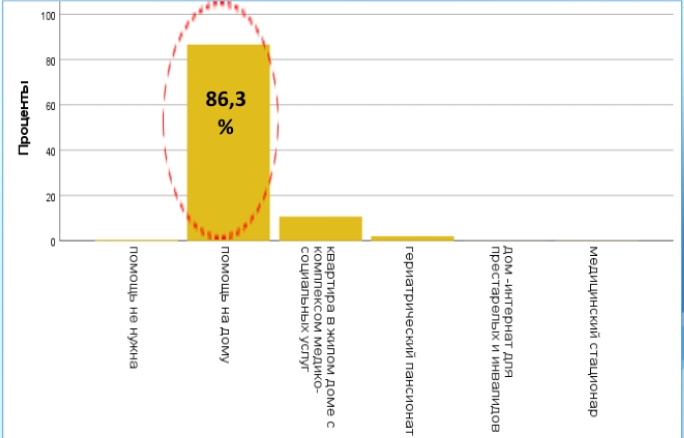 Проценты
100
80
60
40
20
0
86,3
%
помощь не нужна
помощь на дому
квартира в жилом доме с
комплексом медико-
социальных услуг
гериатрический пансионат
дом -интернат для
престарелых и инвалидов
медицинский стационар